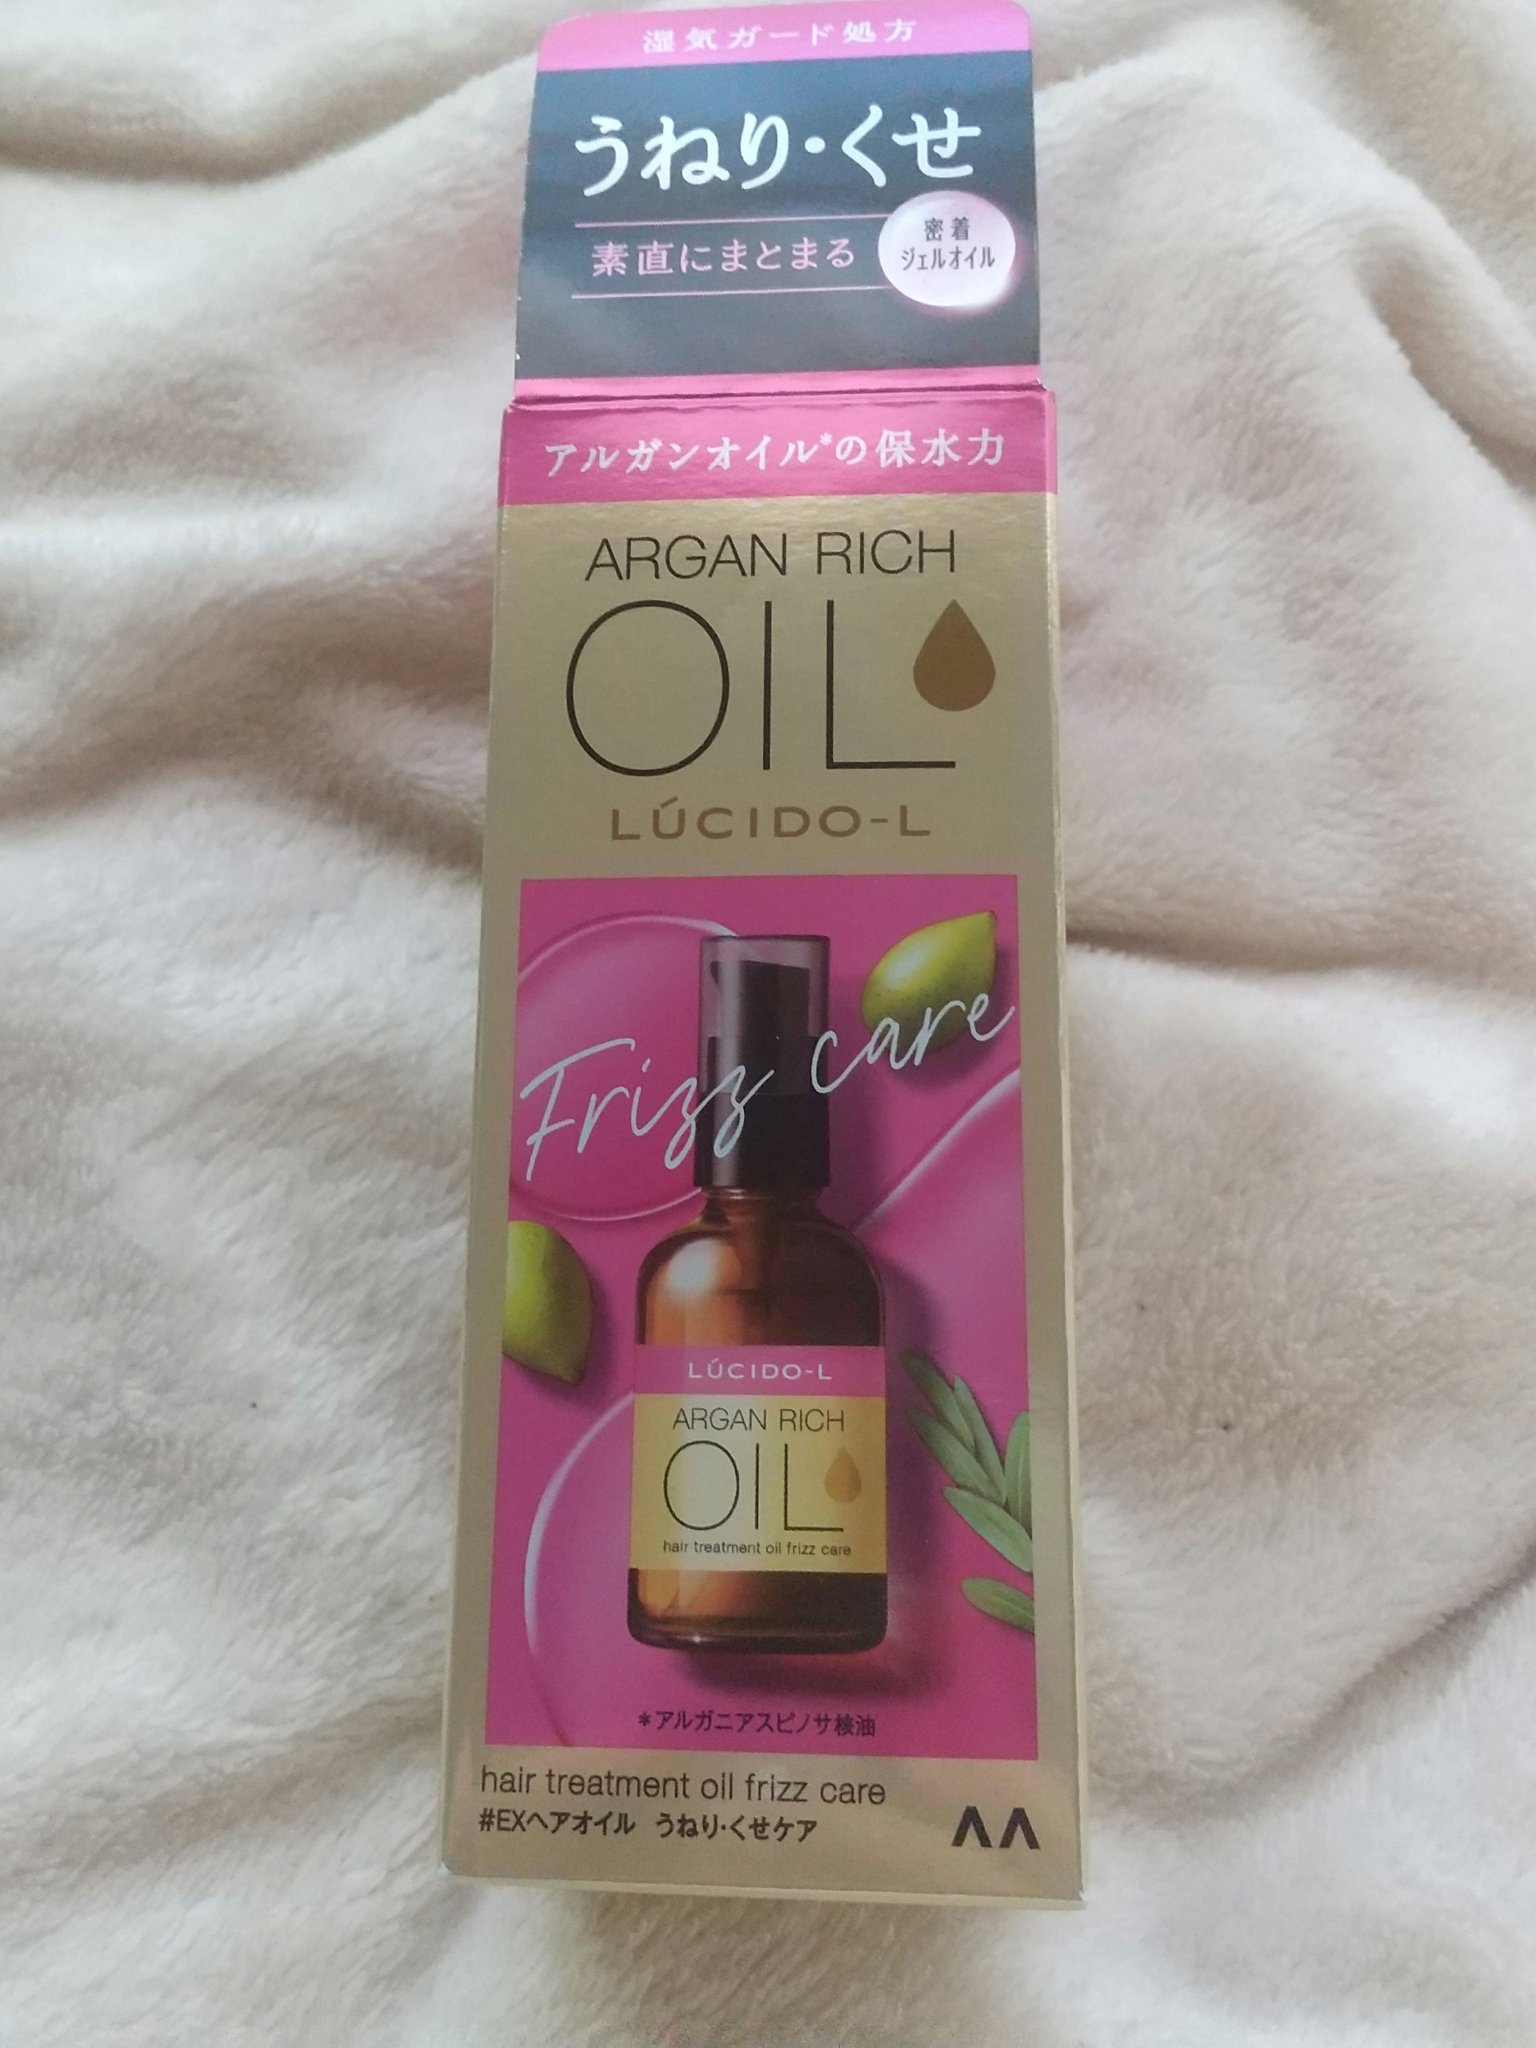 湿気ガード処方
うねり・くせ
素直にまとまる
密着
ジェルオイル
アルガンオイル*の保水力
ARGAN RICH
OIL
LÚCIDO-L
Frizz care
LÚCIDO-L
ARGAN RICH
OIL
hair treatment oil frizz care
*アルガニアスピノサ核油
hair treatment oil frizz care
#EXヘアオイル うねり・くせケア